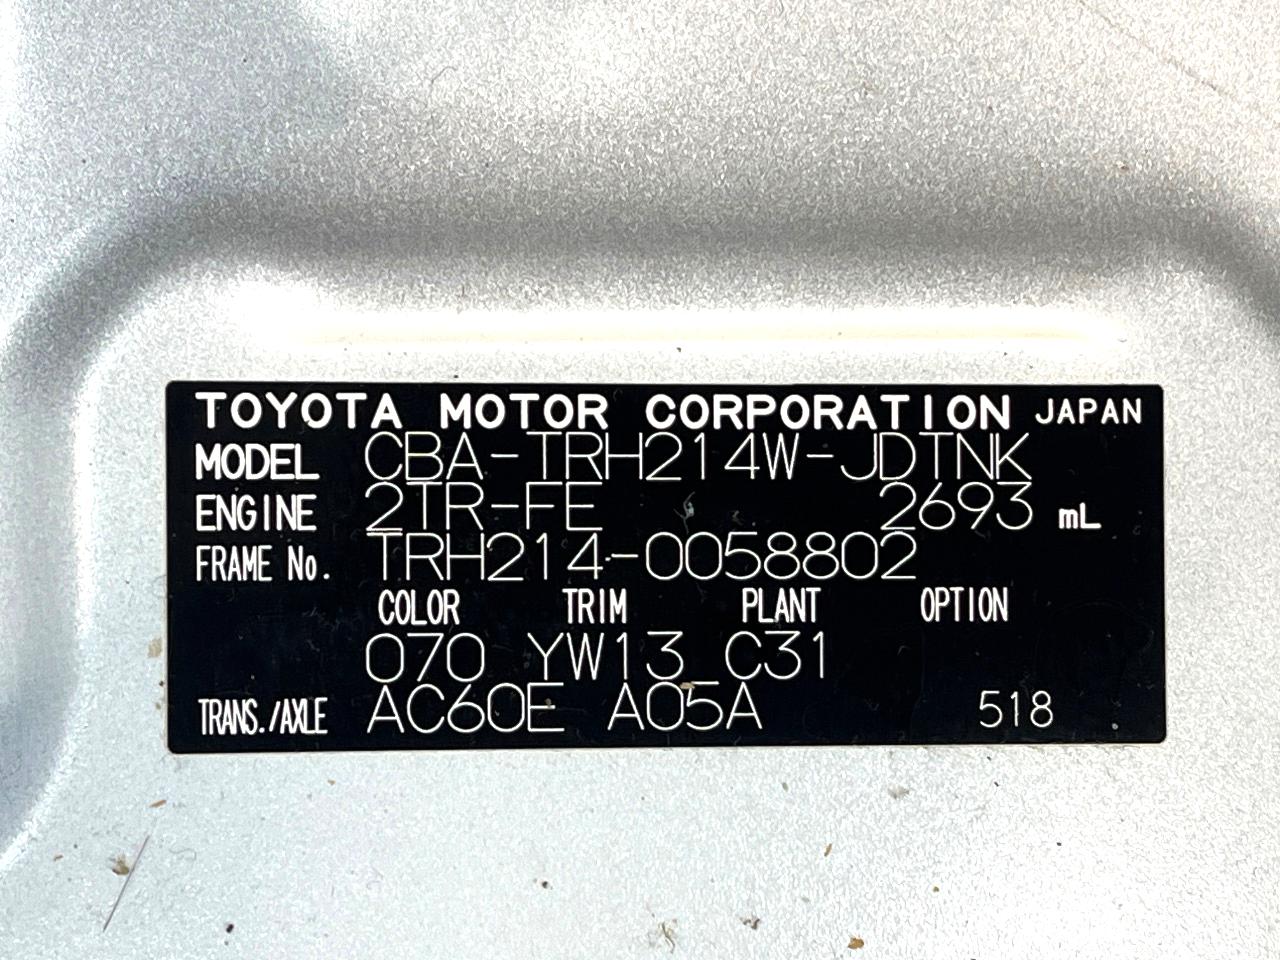 TOYOTA MOTOR CORPORATION JAPAN
MODEL CBA-TRH214W-JDTNK
ENGINE 2TR-FE 2693 mL
FRAME No. TRH214-0058802
COLOR TRIM PLANT OPTION
070 YW13 C31
TRANS./AXLE AC60E A05A 518